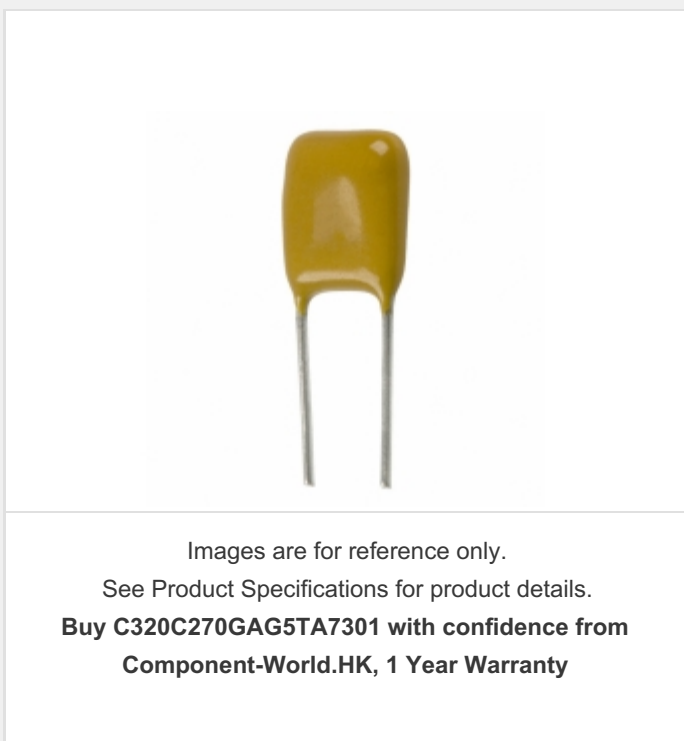 Images are for reference only.
See Product Specifications for product details.
Buy C320C270GAG5TA7301 with confidence from
Component-World.HK, 1 Year Warranty